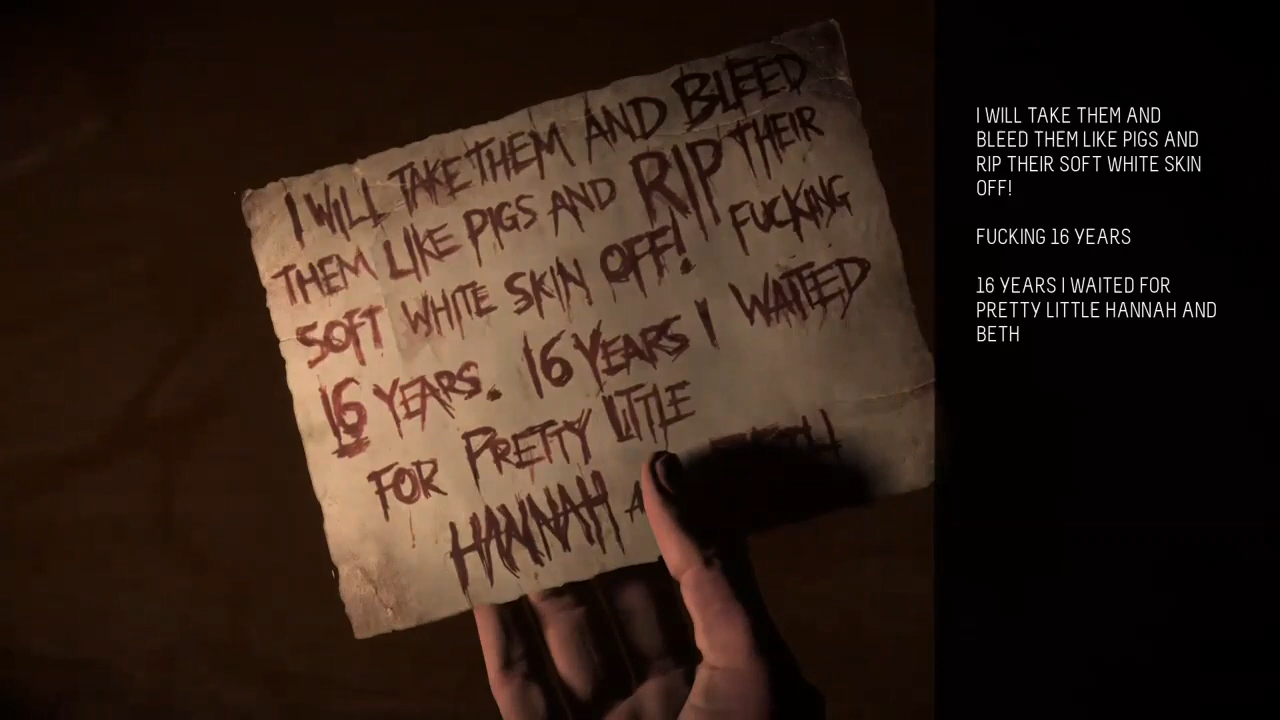 I WILL TAKE THEM AND BLEED
THEM LIKE PIGS AND RIP THEIR
SOFT WHITE SKIN OFF! FUCKING
16 YEARS. 16 YEARS I WAITED
FOR PRETTY LITTLE
HANNAH A
I WILL TAKE THEM AND
BLEED THEM LIKE PIGS AND
RIP THEIR SOFT WHITE SKIN
OFF!
FUCKING 16 YEARS
16 YEARS I WAITED FOR
PRETTY LITTLE HANNAH AND
BETH